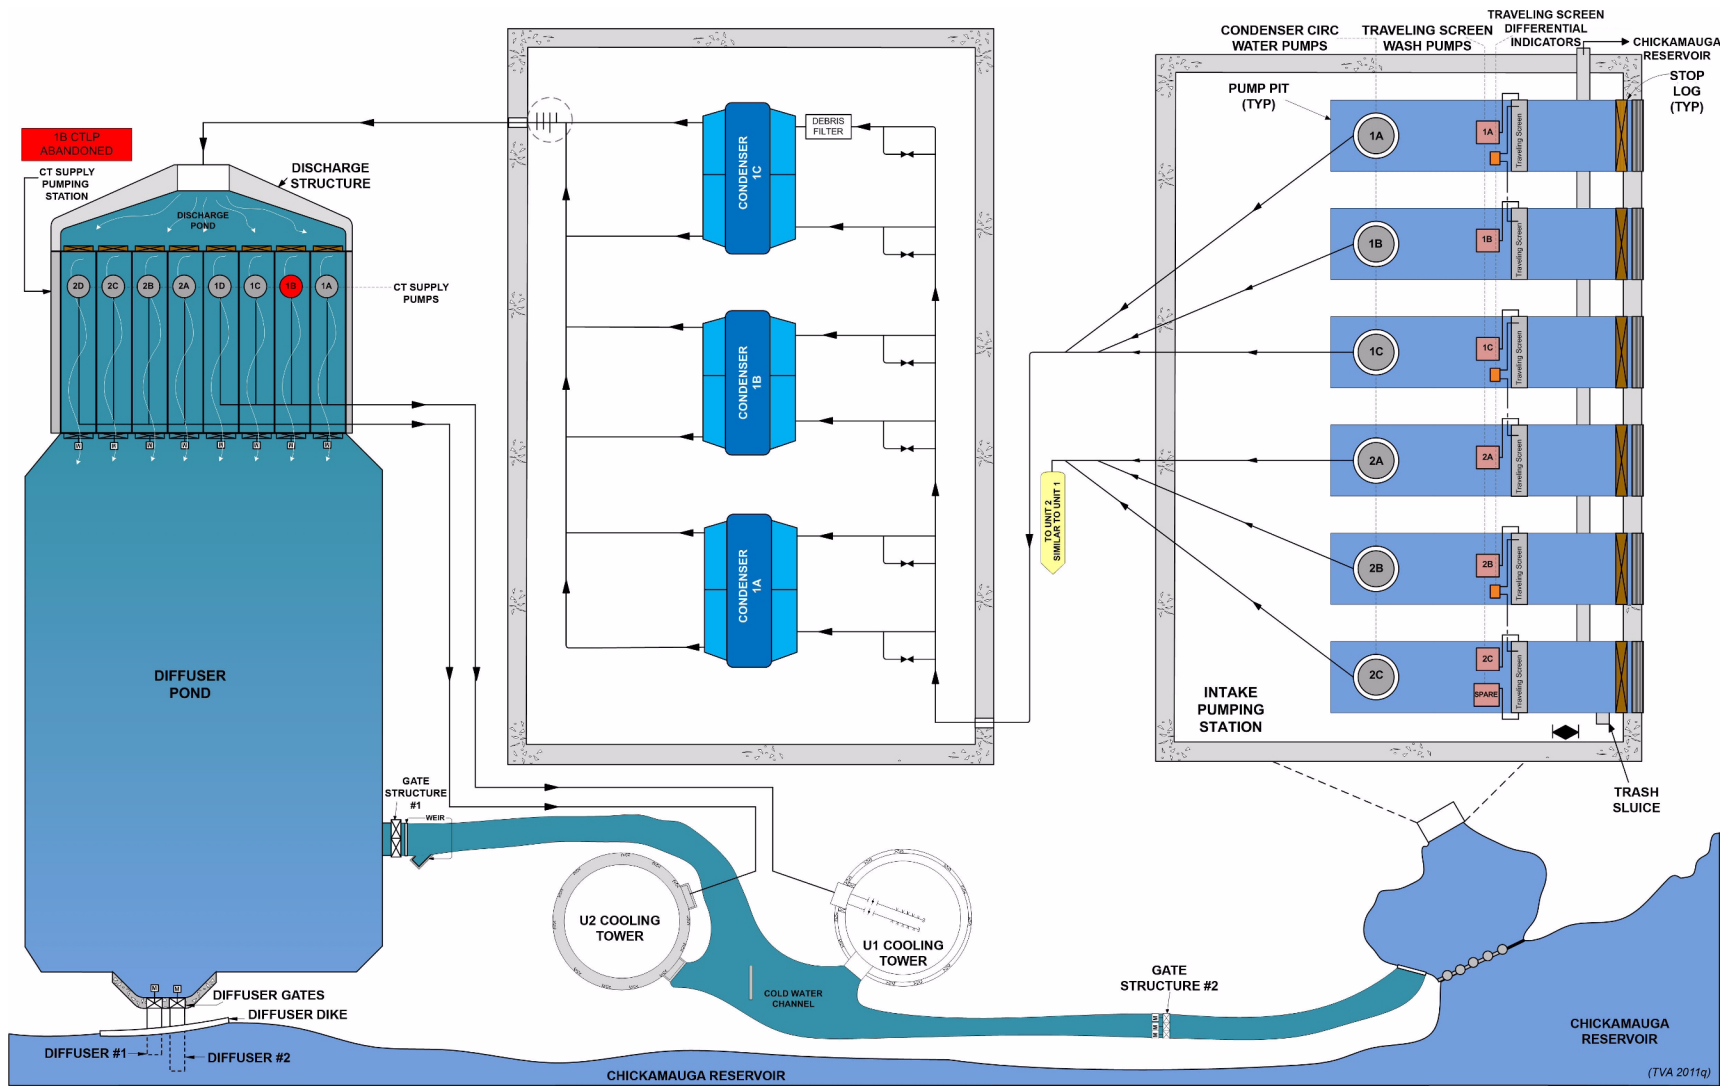 CONDENSER CIRC
WATER PUMPS
TRAVELING SCREEN
WASH PUMPS
TRAVELING SCREEN
DIFFERENTIAL
INDICATORS
CHICKAMAUGA
RESERVOIR
STOP
LOG
(TYP)
PUMP PIT
(TYP)
1A
1A
Traveling Screen
1B
1B
Traveling Screen
1C
1C
Traveling Screen
2A
2A
Traveling Screen
2B
2B
Traveling Screen
2C
2C
SPARE
Traveling Screen
INTAKE
PUMPING
STATION
TRASH
SLUICE
TO UNIT 2
SIMILAR TO UNIT 1
DEBRIS
FILTER
CONDENSER
1C
CONDENSER
1B
CONDENSER
1A
1B CTLP
ABANDONED
CT SUPPLY
PUMPING
STATION
DISCHARGE
STRUCTURE
DISCHARGE
POND
2D
2C
2B
2A
1D
1C
1B
1A
CT SUPPLY
PUMPS
M
M
M
M
M
M
M
M
DIFFUSER
POND
GATE
STRUCTURE
#1
WEIR
U2 COOLING
TOWER
U1 COOLING
TOWER
COLD WATER
CHANNEL
GATE
STRUCTURE
#2
M
M
M
M
M
DIFFUSER GATES
DIFFUSER DIKE
DIFFUSER #1
DIFFUSER #2
CHICKAMAUGA RESERVOIR
CHICKAMAUGA
RESERVOIR
(TVA 2011q)